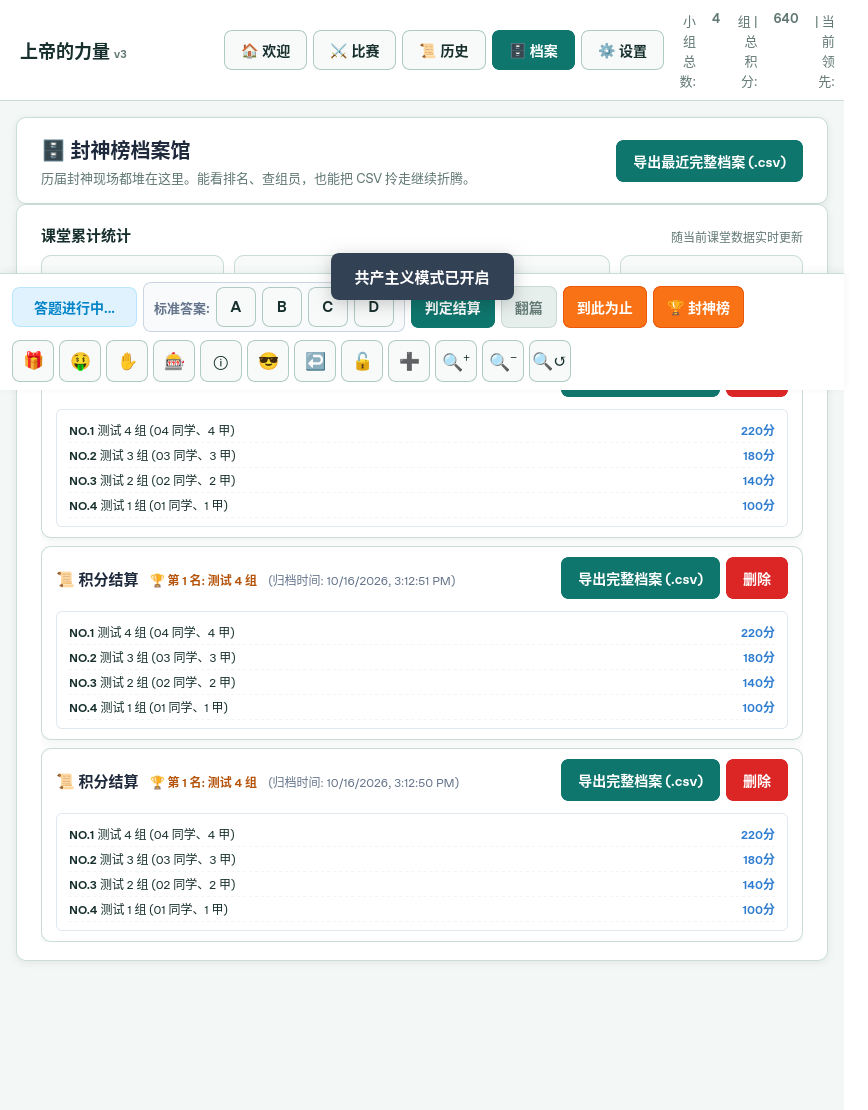 上帝的力量 v3
🏠 欢迎
⚔️ 比赛
📜 历史
🗄️ 档案
⚙️ 设置
小组总数: 4 组 | 总积分: 640 | 当前领先:
🗄️ 封神榜档案馆
历届封神现场都堆在这里。能看排名、查组员，也能把 CSV 拎走继续折腾。
导出最近完整档案 (.csv)
课堂累计统计
随当前课堂数据实时更新
共产主义模式已开启
答题进行中...
标准答案:
A
B
C
D
判定结算
翻篇
到此为止
🏆 封神榜
NO.1 测试 4 组 (04 同学、4 甲) 220分
NO.2 测试 3 组 (03 同学、3 甲) 180分
NO.3 测试 2 组 (02 同学、2 甲) 140分
NO.4 测试 1 组 (01 同学、1 甲) 100分
📜 积分结算 🏆 第 1 名: 测试 4 组 (归档时间: 10/16/2026, 3:12:51 PM)
导出完整档案 (.csv)
删除
NO.1 测试 4 组 (04 同学、4 甲) 220分
NO.2 测试 3 组 (03 同学、3 甲) 180分
NO.3 测试 2 组 (02 同学、2 甲) 140分
NO.4 测试 1 组 (01 同学、1 甲) 100分
📜 积分结算 🏆 第 1 名: 测试 4 组 (归档时间: 10/16/2026, 3:12:50 PM)
导出完整档案 (.csv)
删除
NO.1 测试 4 组 (04 同学、4 甲) 220分
NO.2 测试 3 组 (03 同学、3 甲) 180分
NO.3 测试 2 组 (02 同学、2 甲) 140分
NO.4 测试 1 组 (01 同学、1 甲) 100分